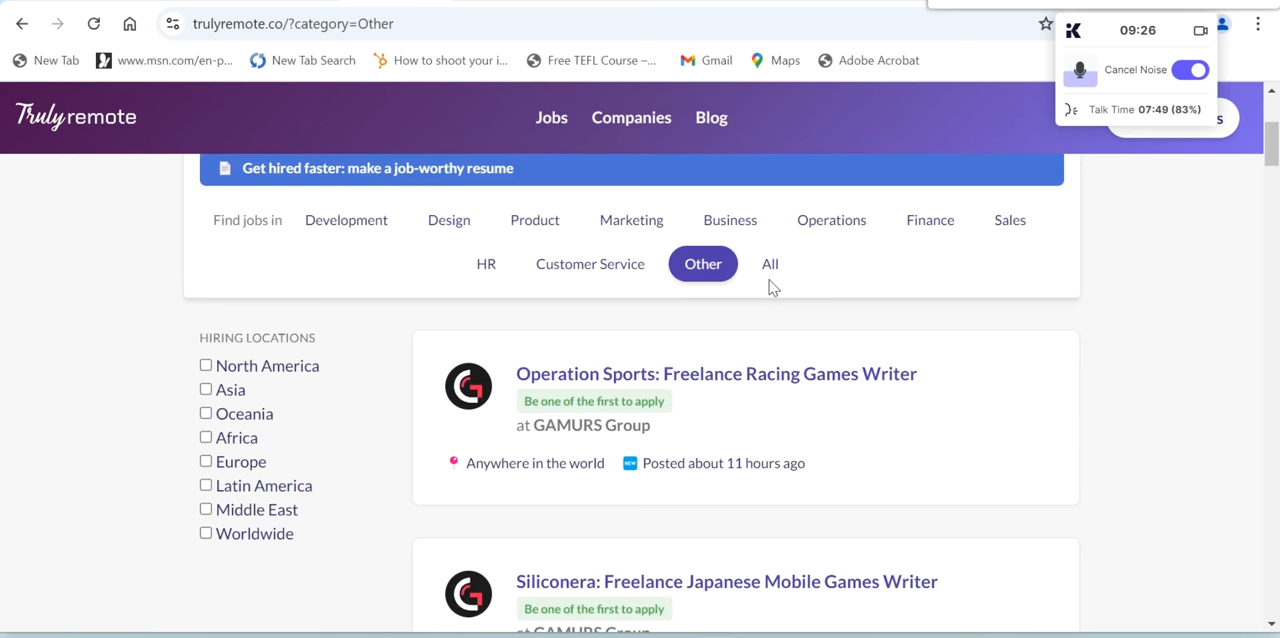 trulyremote.co/?category=Other
09:26
New Tab
www.msn.com/en-p...
New Tab Search
How to shoot your i...
Free TEFL Course –...
Gmail
Maps
Adobe Acrobat
Cancel Noise
Talk Time 07:49 (83%)
Truly remote
Jobs Companies Blog
Get hired faster: make a job-worthy resume
Find jobs in Development Design Product Marketing Business Operations Finance Sales
HR Customer Service Other All
HIRING LOCATIONS
North America
Asia
Oceania
Africa
Europe
Latin America
Middle East
Worldwide
Operation Sports: Freelance Racing Games Writer
Be one of the first to apply
at GAMURS Group
Anywhere in the world NEW Posted about 11 hours ago
Siliconera: Freelance Japanese Mobile Games Writer
Be one of the first to apply
at GAMURS Group